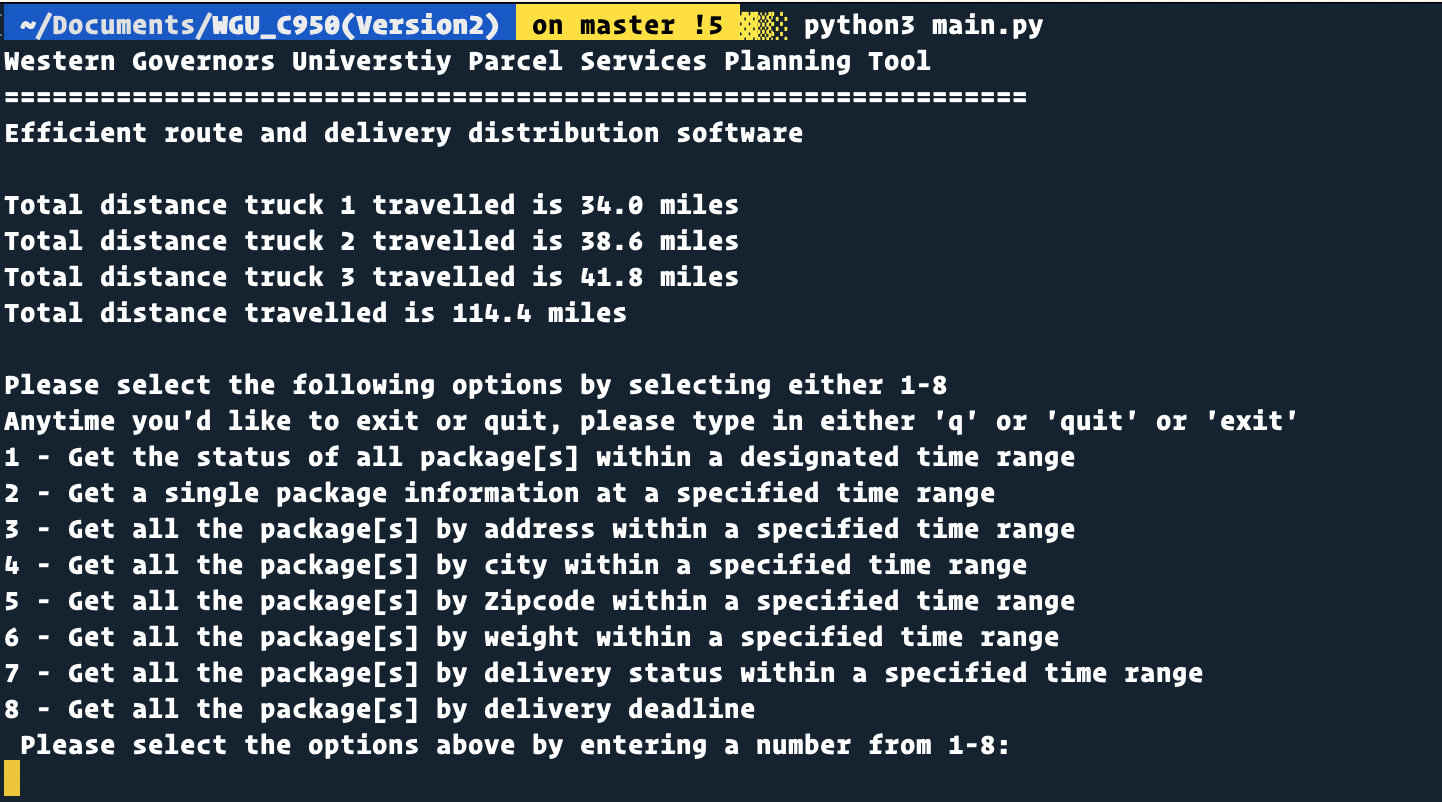 ~/Documents/WGU_C950(Version2) on master !5 python3 main.py
Western Governors Universtiy Parcel Services Planning Tool
================================================================
Efficient route and delivery distribution software
Total distance truck 1 travelled is 34.0 miles
Total distance truck 2 travelled is 38.6 miles
Total distance truck 3 travelled is 41.8 miles
Total distance travelled is 114.4 miles
Please select the following options by selecting either 1-8
Anytime you'd like to exit or quit, please type in either 'q' or 'quit' or 'exit'
1 - Get the status of all package[s] within a designated time range
2 - Get a single package information at a specified time range
3 - Get all the package[s] by address within a specified time range
4 - Get all the package[s] by city within a specified time range
5 - Get all the package[s] by Zipcode within a specified time range
6 - Get all the package[s] by weight within a specified time range
7 - Get all the package[s] by delivery status within a specified time range
8 - Get all the package[s] by delivery deadline
Please select the options above by entering a number from 1-8: